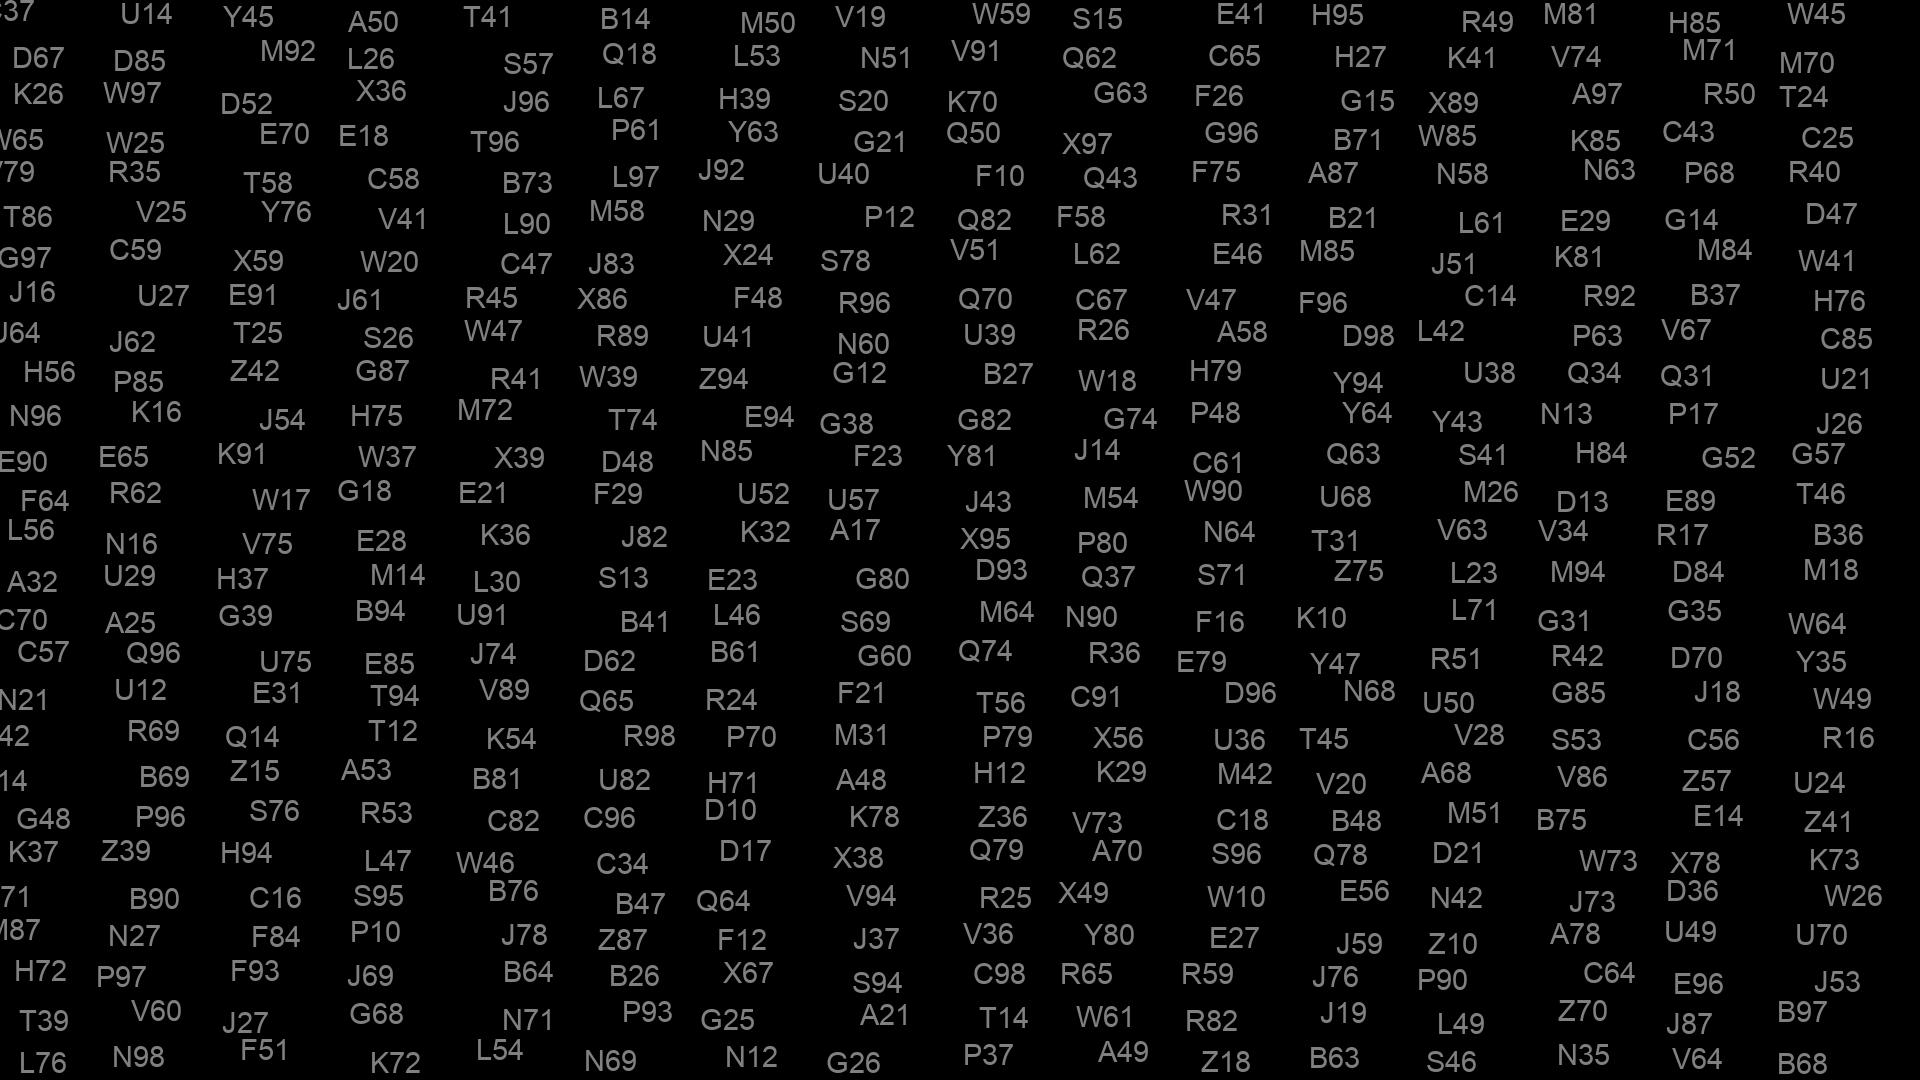 U14 Y45 A50 T41 B14 M50 V19 W59 S15 E41 H95 R49 M81 H85 W45
D67 D85 M92 L26 S57 Q18 L53 N51 V91 Q62 C65 H27 K41 V74 M71 M70
K26 W97 D52 X36 J96 L67 H39 S20 K70 G63 F26 G15 X89 A97 R50 T24
W65 W25 E70 E18 T96 P61 Y63 G21 Q50 X97 G96 B71 W85 K85 C43 C25
79 R35 T58 C58 B73 L97 J92 U40 F10 Q43 F75 A87 N58 N63 P68 R40
T86 V25 Y76 V41 L90 M58 N29 P12 Q82 F58 R31 B21 L61 E29 G14 D47
G97 C59 X59 W20 C47 J83 X24 S78 V51 L62 E46 M85 J51 K81 M84 W41
J16 U27 E91 J61 R45 X86 F48 R96 Q70 C67 V47 F96 C14 R92 B37 H76
J62 T25 S26 W47 R89 U41 N60 U39 R26 A58 D98 L42 P63 V67 C85
H56 P85 Z42 G87 R41 W39 Z94 G12 B27 W18 H79 Y94 U38 Q34 Q31 U21
N96 K16 J54 H75 M72 T74 E94 G38 G82 G74 P48 Y64 Y43 N13 P17 J26
E90 E65 K91 W37 X39 D48 N85 F23 Y81 J14 C61 Q63 S41 H84 G52 G57
F64 R62 W17 G18 E21 F29 U52 U57 J43 M54 W90 U68 M26 D13 E89 T46
L56 N16 V75 E28 K36 J82 K32 A17 X95 P80 N64 T31 V63 V34 R17 B36
A32 U29 H37 M14 L30 S13 E23 G80 D93 Q37 S71 Z75 L23 M94 D84 M18
C70 A25 G39 B94 U91 B41 L46 S69 M64 N90 F16 K10 L71 G31 G35 W64
C57 Q96 U75 E85 J74 D62 B61 G60 Q74 R36 E79 Y47 R51 R42 D70 Y35
N21 U12 E31 T94 V89 Q65 R24 F21 T56 C91 D96 N68 U50 G85 J18 W49
42 R69 Q14 T12 K54 R98 P70 M31 P79 X56 U36 T45 V28 S53 C56 R16
14 B69 Z15 A53 B81 U82 H71 A48 H12 K29 M42 V20 A68 V86 Z57 U24
G48 P96 S76 R53 C82 C96 D10 K78 Z36 V73 C18 B48 M51 B75 E14 Z41
K37 Z39 H94 L47 W46 C34 D17 X38 Q79 A70 S96 Q78 D21 W73 X78 K73
71 B90 C16 S95 B76 B47 Q64 V94 R25 X49 W10 E56 N42 J73 D36 W26
M87 N27 F84 P10 J78 Z87 F12 J37 V36 Y80 E27 J59 Z10 A78 U49 U70
H72 P97 F93 J69 B64 B26 X67 S94 C98 R65 R59 J76 P90 C64 E96 J53
T39 V60 J27 G68 N71 P93 G25 A21 T14 W61 R82 J19 L49 Z70 J87 B97
L76 N98 F51 K72 L54 N69 N12 G26 P37 A49 Z18 B63 S46 N35 V64 B68